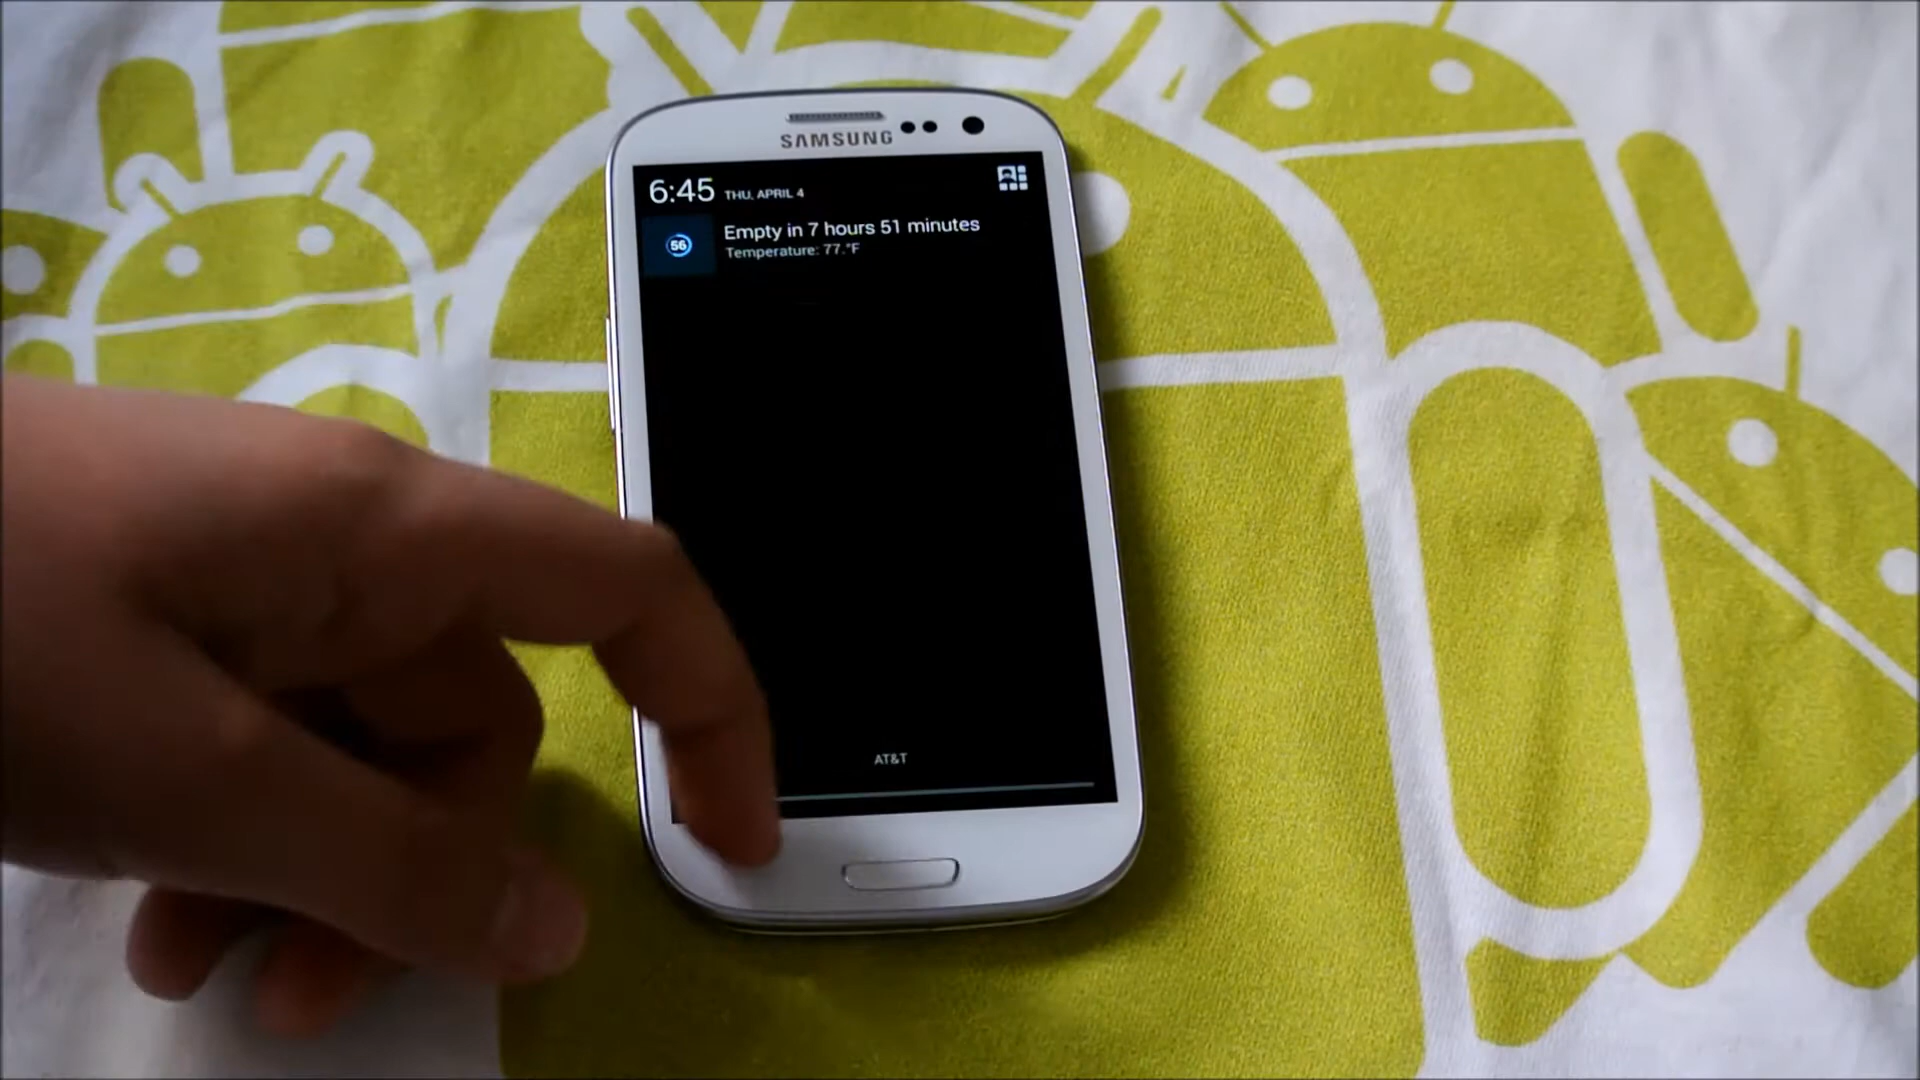 SAMSUNG
6:45 THU, APRIL 4
56
Empty in 7 hours 51 minutes
Temperature: 77.°F
AT&T